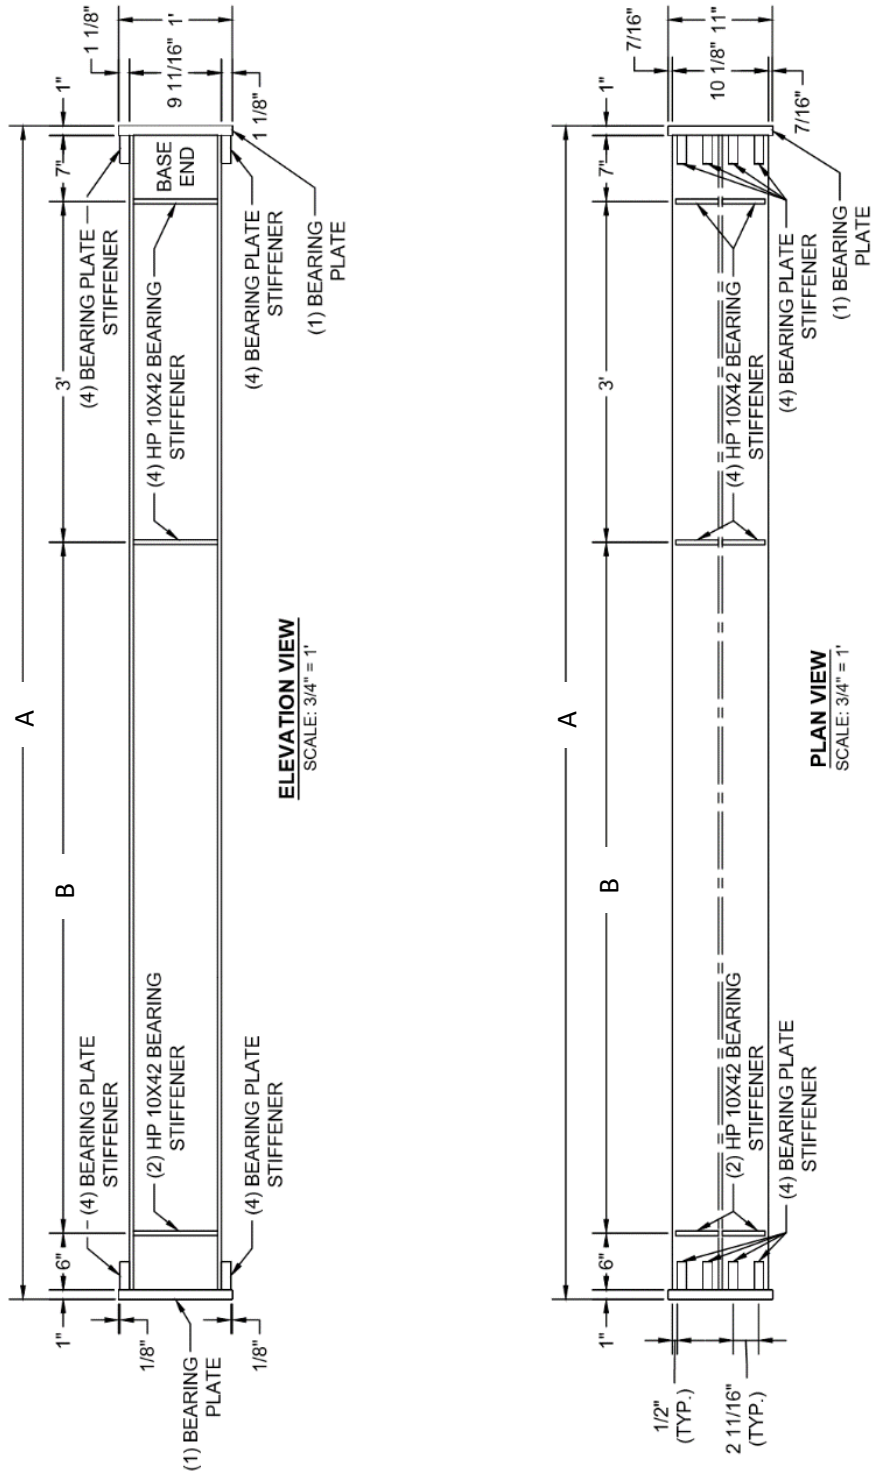 A
1"
6"
B
3'
7"
1"
(4) BEARING PLATE
STIFFENER
(4) BEARING PLATE
STIFFENER
1 1/8"
1/8"
(2) HP 10X42 BEARING
STIFFENER
(4) HP 10X42 BEARING
STIFFENER
BASE
END
9 11/16"
1'
(1) BEARING
PLATE
1/8"
(4) BEARING PLATE
STIFFENER
(4) BEARING PLATE
STIFFENER
1 1/8"
(1) BEARING
PLATE
ELEVATION VIEW
SCALE: 3/4" = 1'
A
1"
6"
B
3'
7"
1"
7/16"
1/2"
(TYP.)
2 11/16"
(TYP.)
(2) HP 10X42 BEARING
STIFFENER
(4) HP 10X42 BEARING
STIFFENER
10 1/8"
11"
(4) BEARING PLATE
STIFFENER
(4) BEARING PLATE
STIFFENER
7/16"
(1) BEARING
PLATE
PLAN VIEW
SCALE: 3/4" = 1'